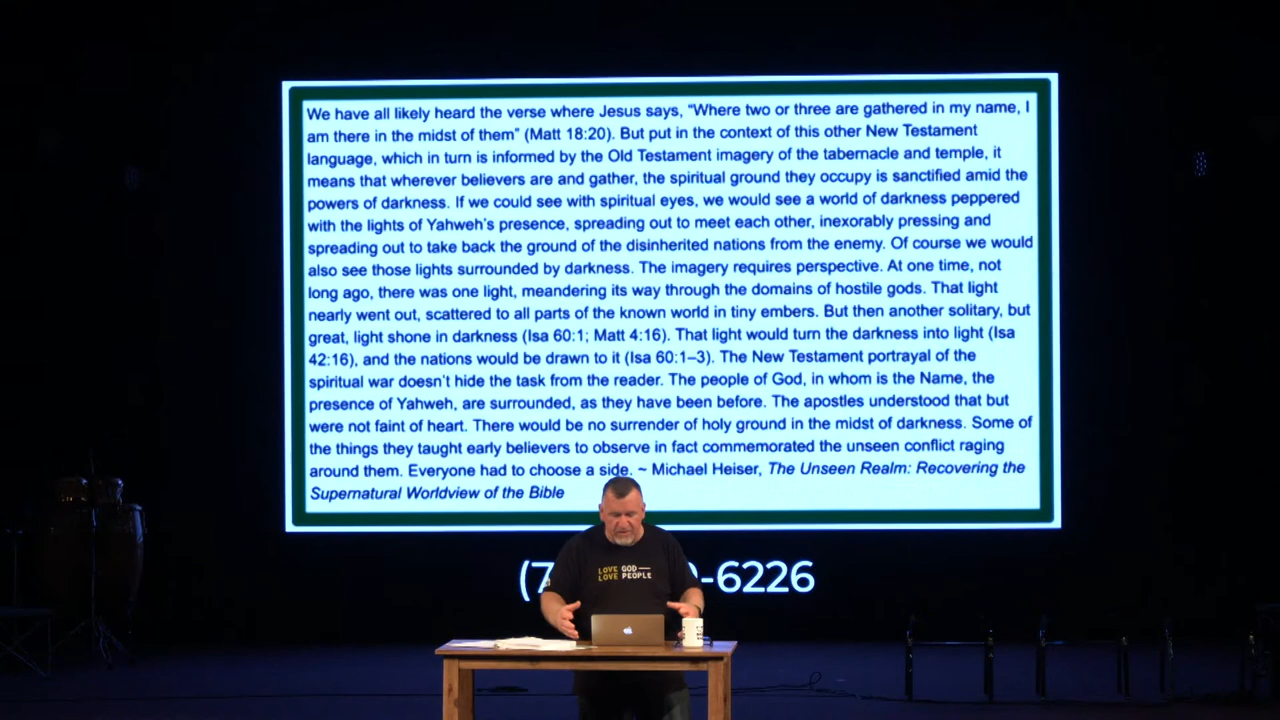 We have all likely heard the verse where Jesus says, “Where two or three are gathered in my name, I
am there in the midst of them” (Matt 18:20). But put in the context of this other New Testament
language, which in turn is informed by the Old Testament imagery of the tabernacle and temple, it
means that wherever believers are and gather, the spiritual ground they occupy is sanctified amid the
powers of darkness. If we could see with spiritual eyes, we would see a world of darkness peppered
with the lights of Yahweh’s presence, spreading out to meet each other, inexorably pressing and
spreading out to take back the ground of the disinherited nations from the enemy. Of course we would
also see those lights surrounded by darkness. The imagery requires perspective. At one time, not
long ago, there was one light, meandering its way through the domains of hostile gods. That light
nearly went out, scattered to all parts of the known world in tiny embers. But then another solitary, but
great, light shone in darkness (Isa 60:1; Matt 4:16). That light would turn the darkness into light (Isa
42:16), and the nations would be drawn to it (Isa 60:1–3). The New Testament portrayal of the
spiritual war doesn’t hide the task from the reader. The people of God, in whom is the Name, the
presence of Yahweh, are surrounded, as they have been before. The apostles understood that but
were not faint of heart. There would be no surrender of holy ground in the midst of darkness. Some of
the things they taught early believers to observe in fact commemorated the unseen conflict raging
around them. Everyone had to choose a side. ~ Michael Heiser, The Unseen Realm: Recovering the
Supernatural Worldview of the Bible
(7 -6226
LOVE GOD—
LOVE PEOPLE